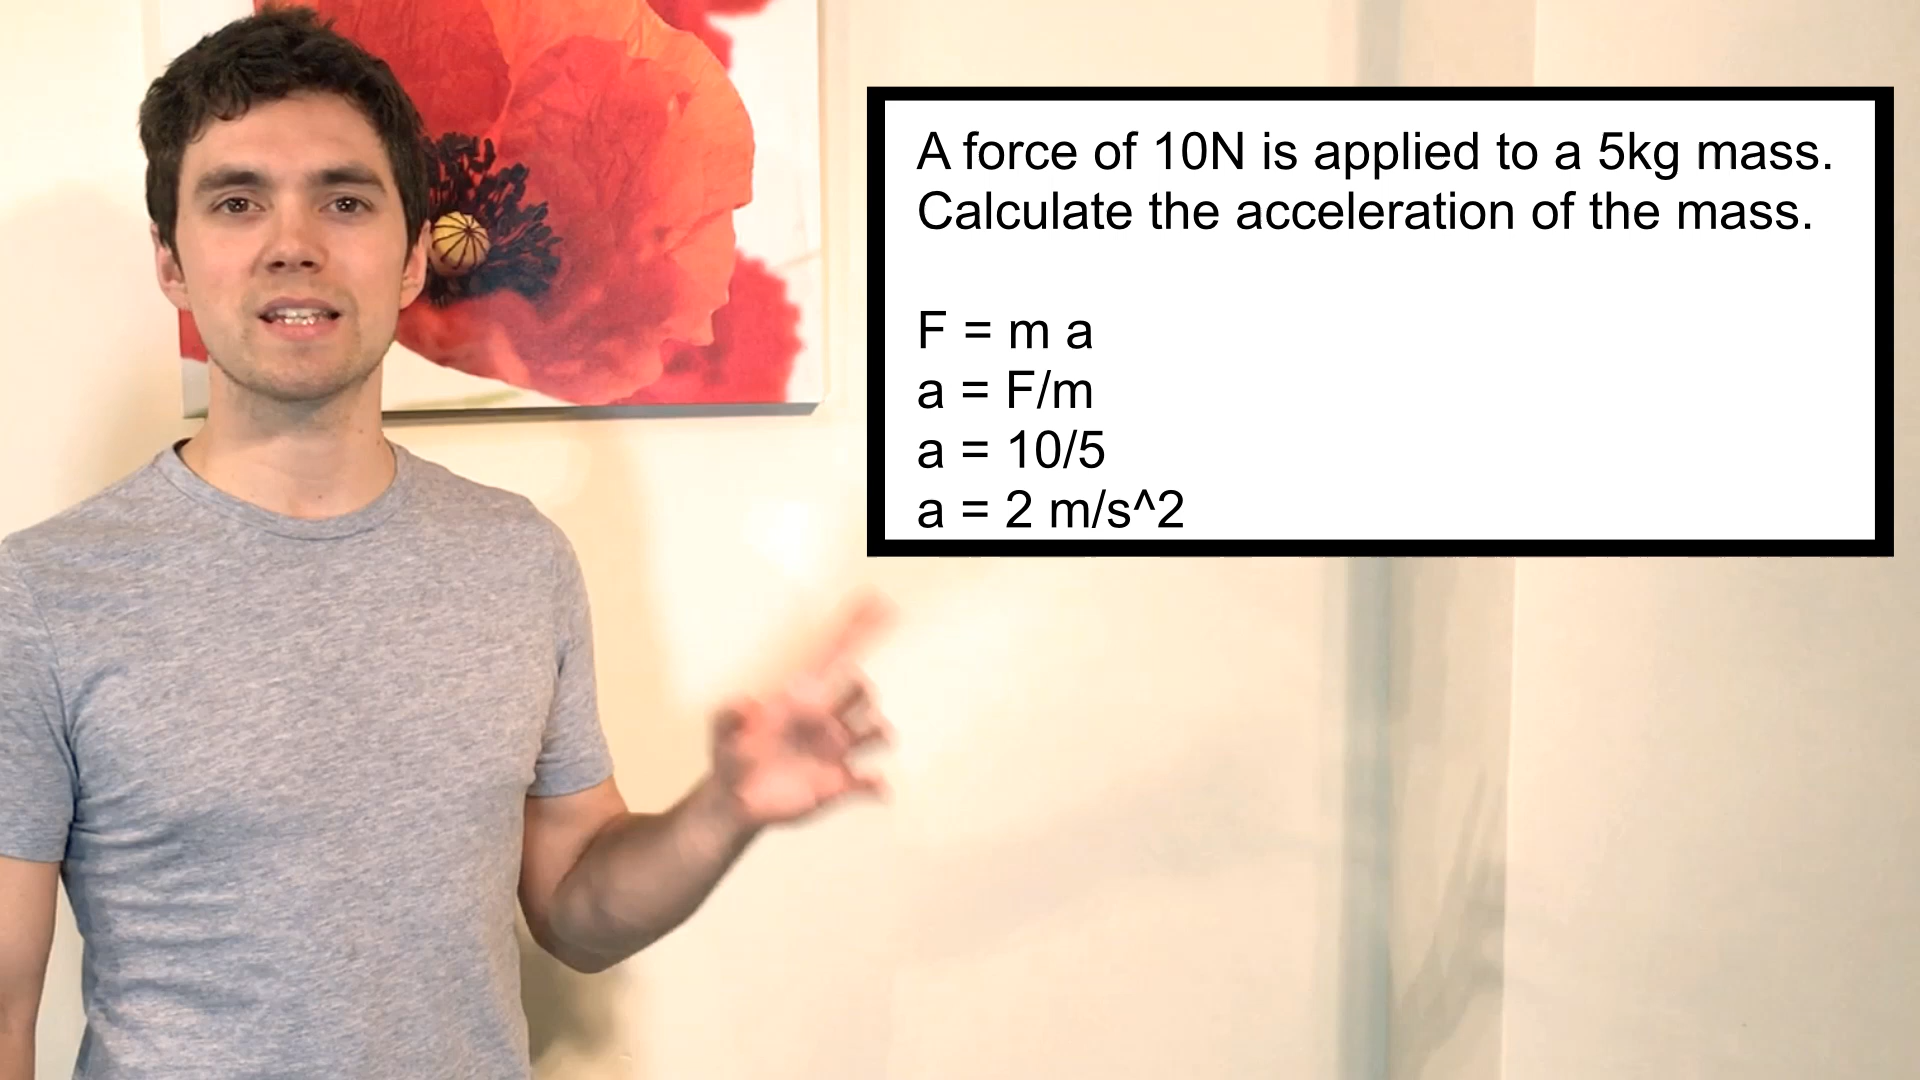 A force of 10N is applied to a 5kg mass.
Calculate the acceleration of the mass.
F = m a
a = F/m
a = 10/5
a = 2 m/s^2